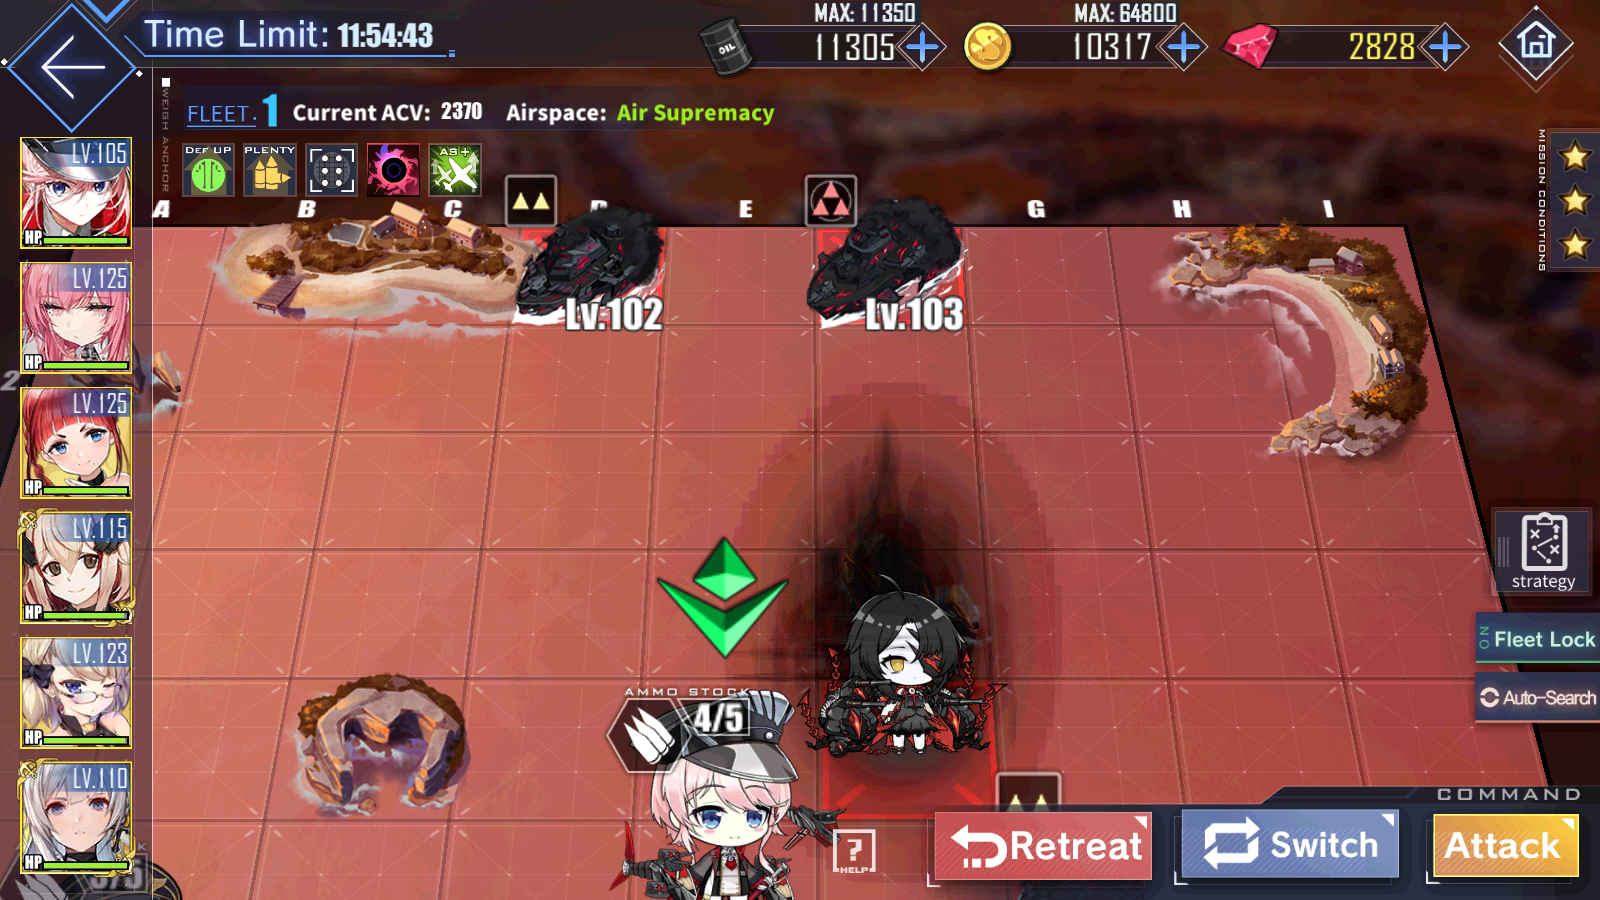 Time Limit: 11:54:43
OIL
MAX: 11350
11305
MAX: 64800
10317
2828
WEIGH ANCHOR
FLEET. 1
Current ACV: 2370
Airspace: Air Supremacy
DEF UP
PLENTY
AS+
MISSION CONDITIONS
A B C D E G H I
2
LV.105
HP
LV.125
HP
LV.125
HP
LV.115
HP
LV.123
HP
LV.110
HP
Lv.102
Lv.103
AMMO STOCK
4/5
strategy
ON
Fleet Lock
Auto-Search
COMMAND
? HELP
Retreat
Switch
Attack